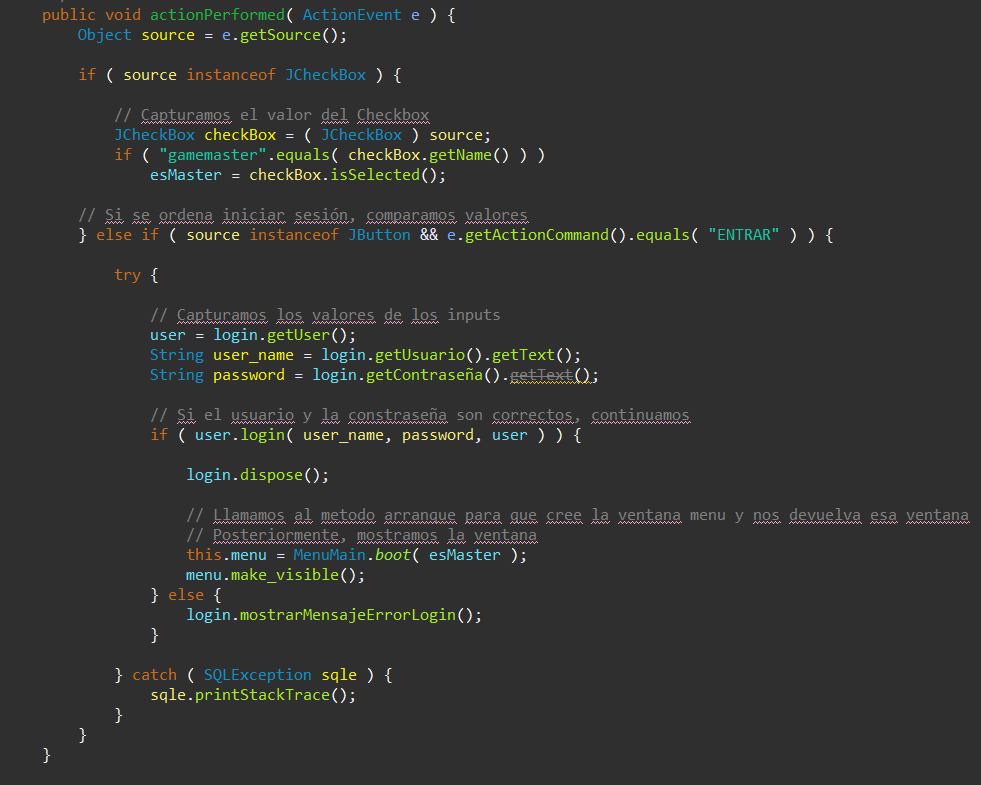 public void actionPerformed( ActionEvent e ) {
Object source = e.getSource();
if ( source instanceof JCheckBox ) {
// Capturamos el valor del Checkbox
JCheckBox checkBox = ( JCheckBox ) source;
if ( "gamemaster".equals( checkBox.getName() ) )
esMaster = checkBox.isSelected();
// Si se ordena iniciar sesión, comparamos valores
} else if ( source instanceof JButton && e.getActionCommand().equals( "ENTRAR" ) ) {
try {
// Capturamos los valores de los inputs
user = login.getUser();
String user_name = login.getUsuario().getText();
String password = login.getContraseña().getText();
// Si el usuario y la constraseña son correctos, continuamos
if ( user.login( user_name, password, user ) ) {
login.dispose();
// Llamamos al metodo arranque para que cree la ventana menu y nos devuelva esa ventana
// Posteriormente, mostramos la ventana
this.menu = MenuMain.boot( esMaster );
menu.make_visible();
} else {
login.mostrarMensajeErrorLogin();
}
} catch ( SQLException sqle ) {
sqle.printStackTrace();
}
}
}